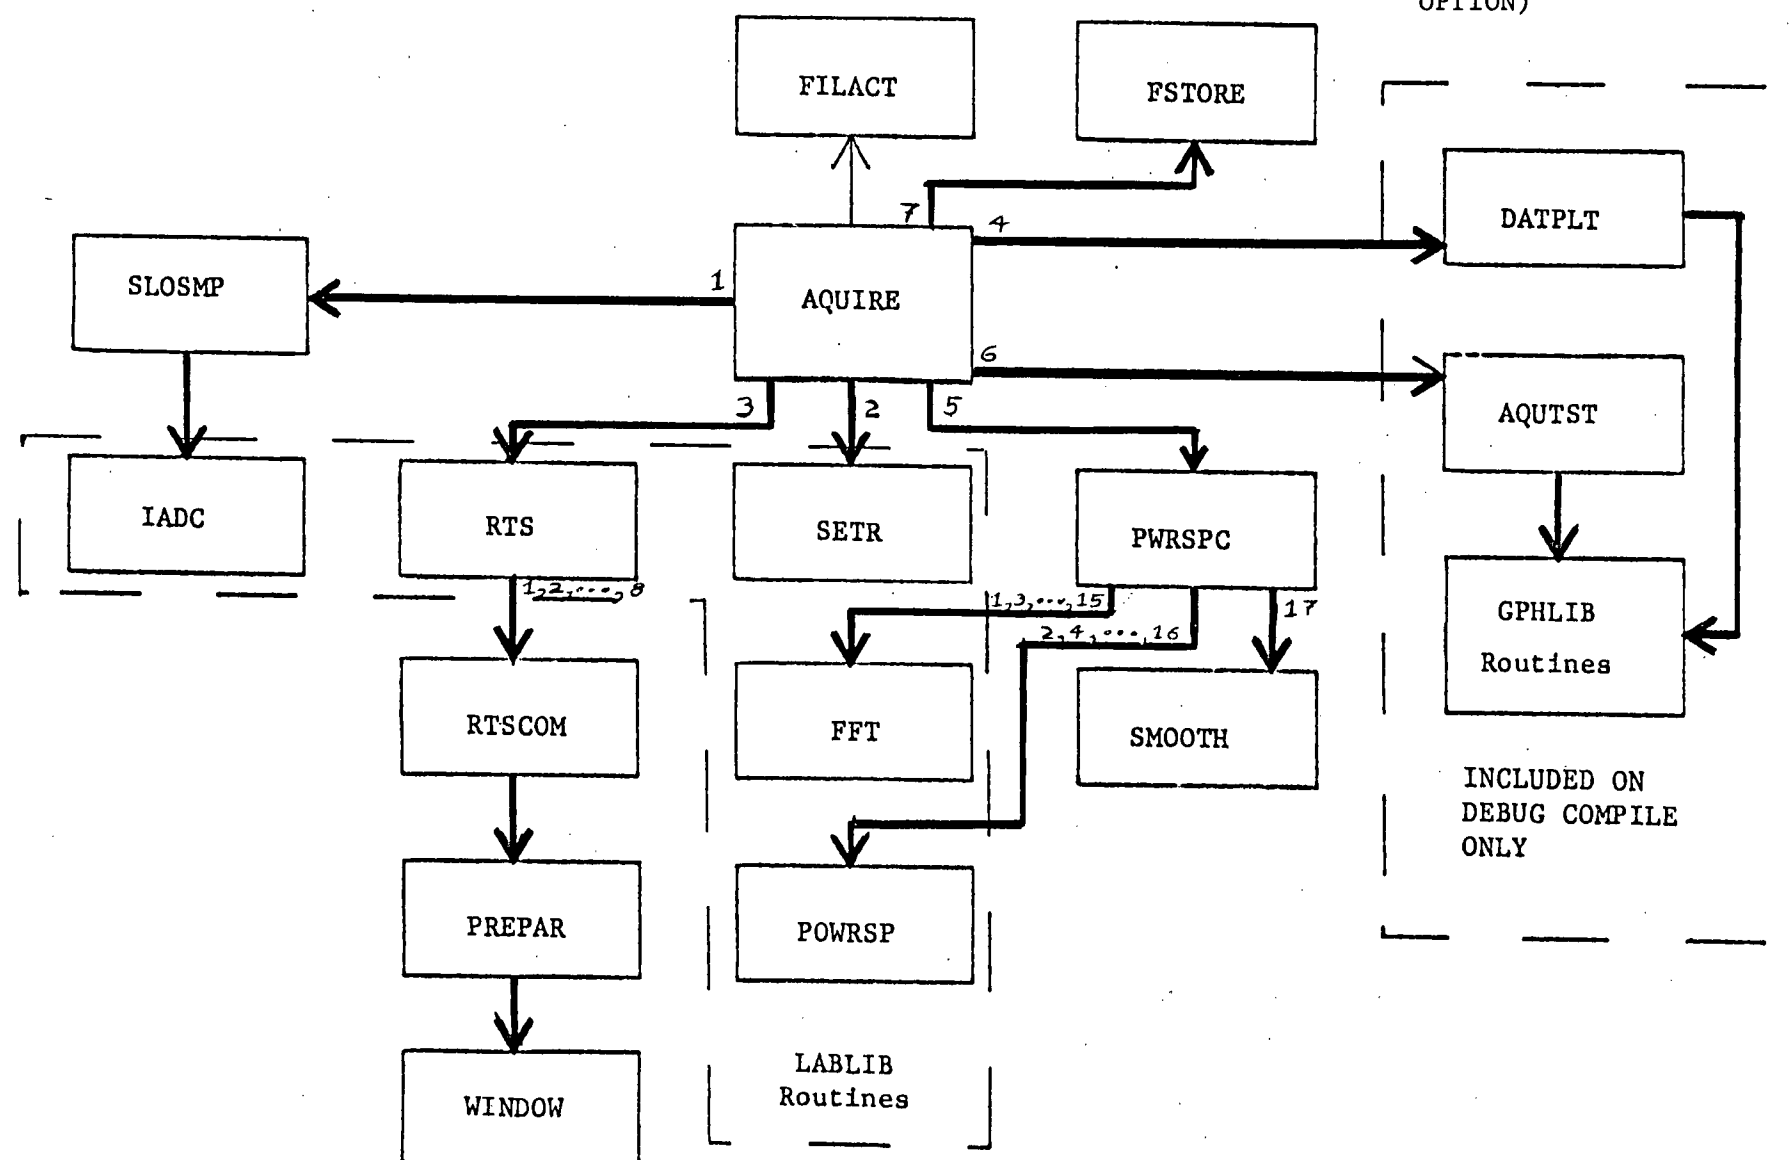 OPTION)
FILACT
FSTORE
7
4
DATPLT
SLOSMP
1
AQUIRE
6
3
2
5
AQUTST
IADC
RTS
SETR
PWRSPC
1,2,...,8
1,3,...,15
17
2,4,...,16
GPHLIB
Routines
RTSCOM
FFT
SMOOTH
INCLUDED ON
DEBUG COMPILE
ONLY
PREPAR
POWRSP
LABLIB
Routines
WINDOW